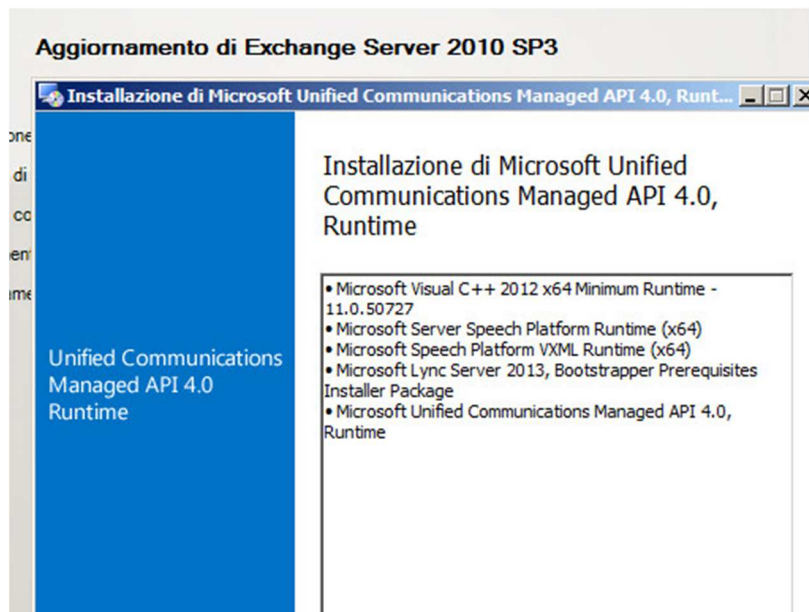 Aggiornamento di Exchange Server 2010 SP3
Installazione di Microsoft Unified Communications Managed API 4.0, Runt...
di
Installazione di Microsoft Unified
Communications Managed API 4.0,
Runtime
• Microsoft Visual C++ 2012 x64 Minimum Runtime -
11.0.50727
• Microsoft Server Speech Platform Runtime (x64)
• Microsoft Speech Platform VXML Runtime (x64)
• Microsoft Lync Server 2013, Bootstrapper Prerequisites
Installer Package
• Microsoft Unified Communications Managed API 4.0,
Runtime
Unified Communications
Managed API 4.0
Runtime